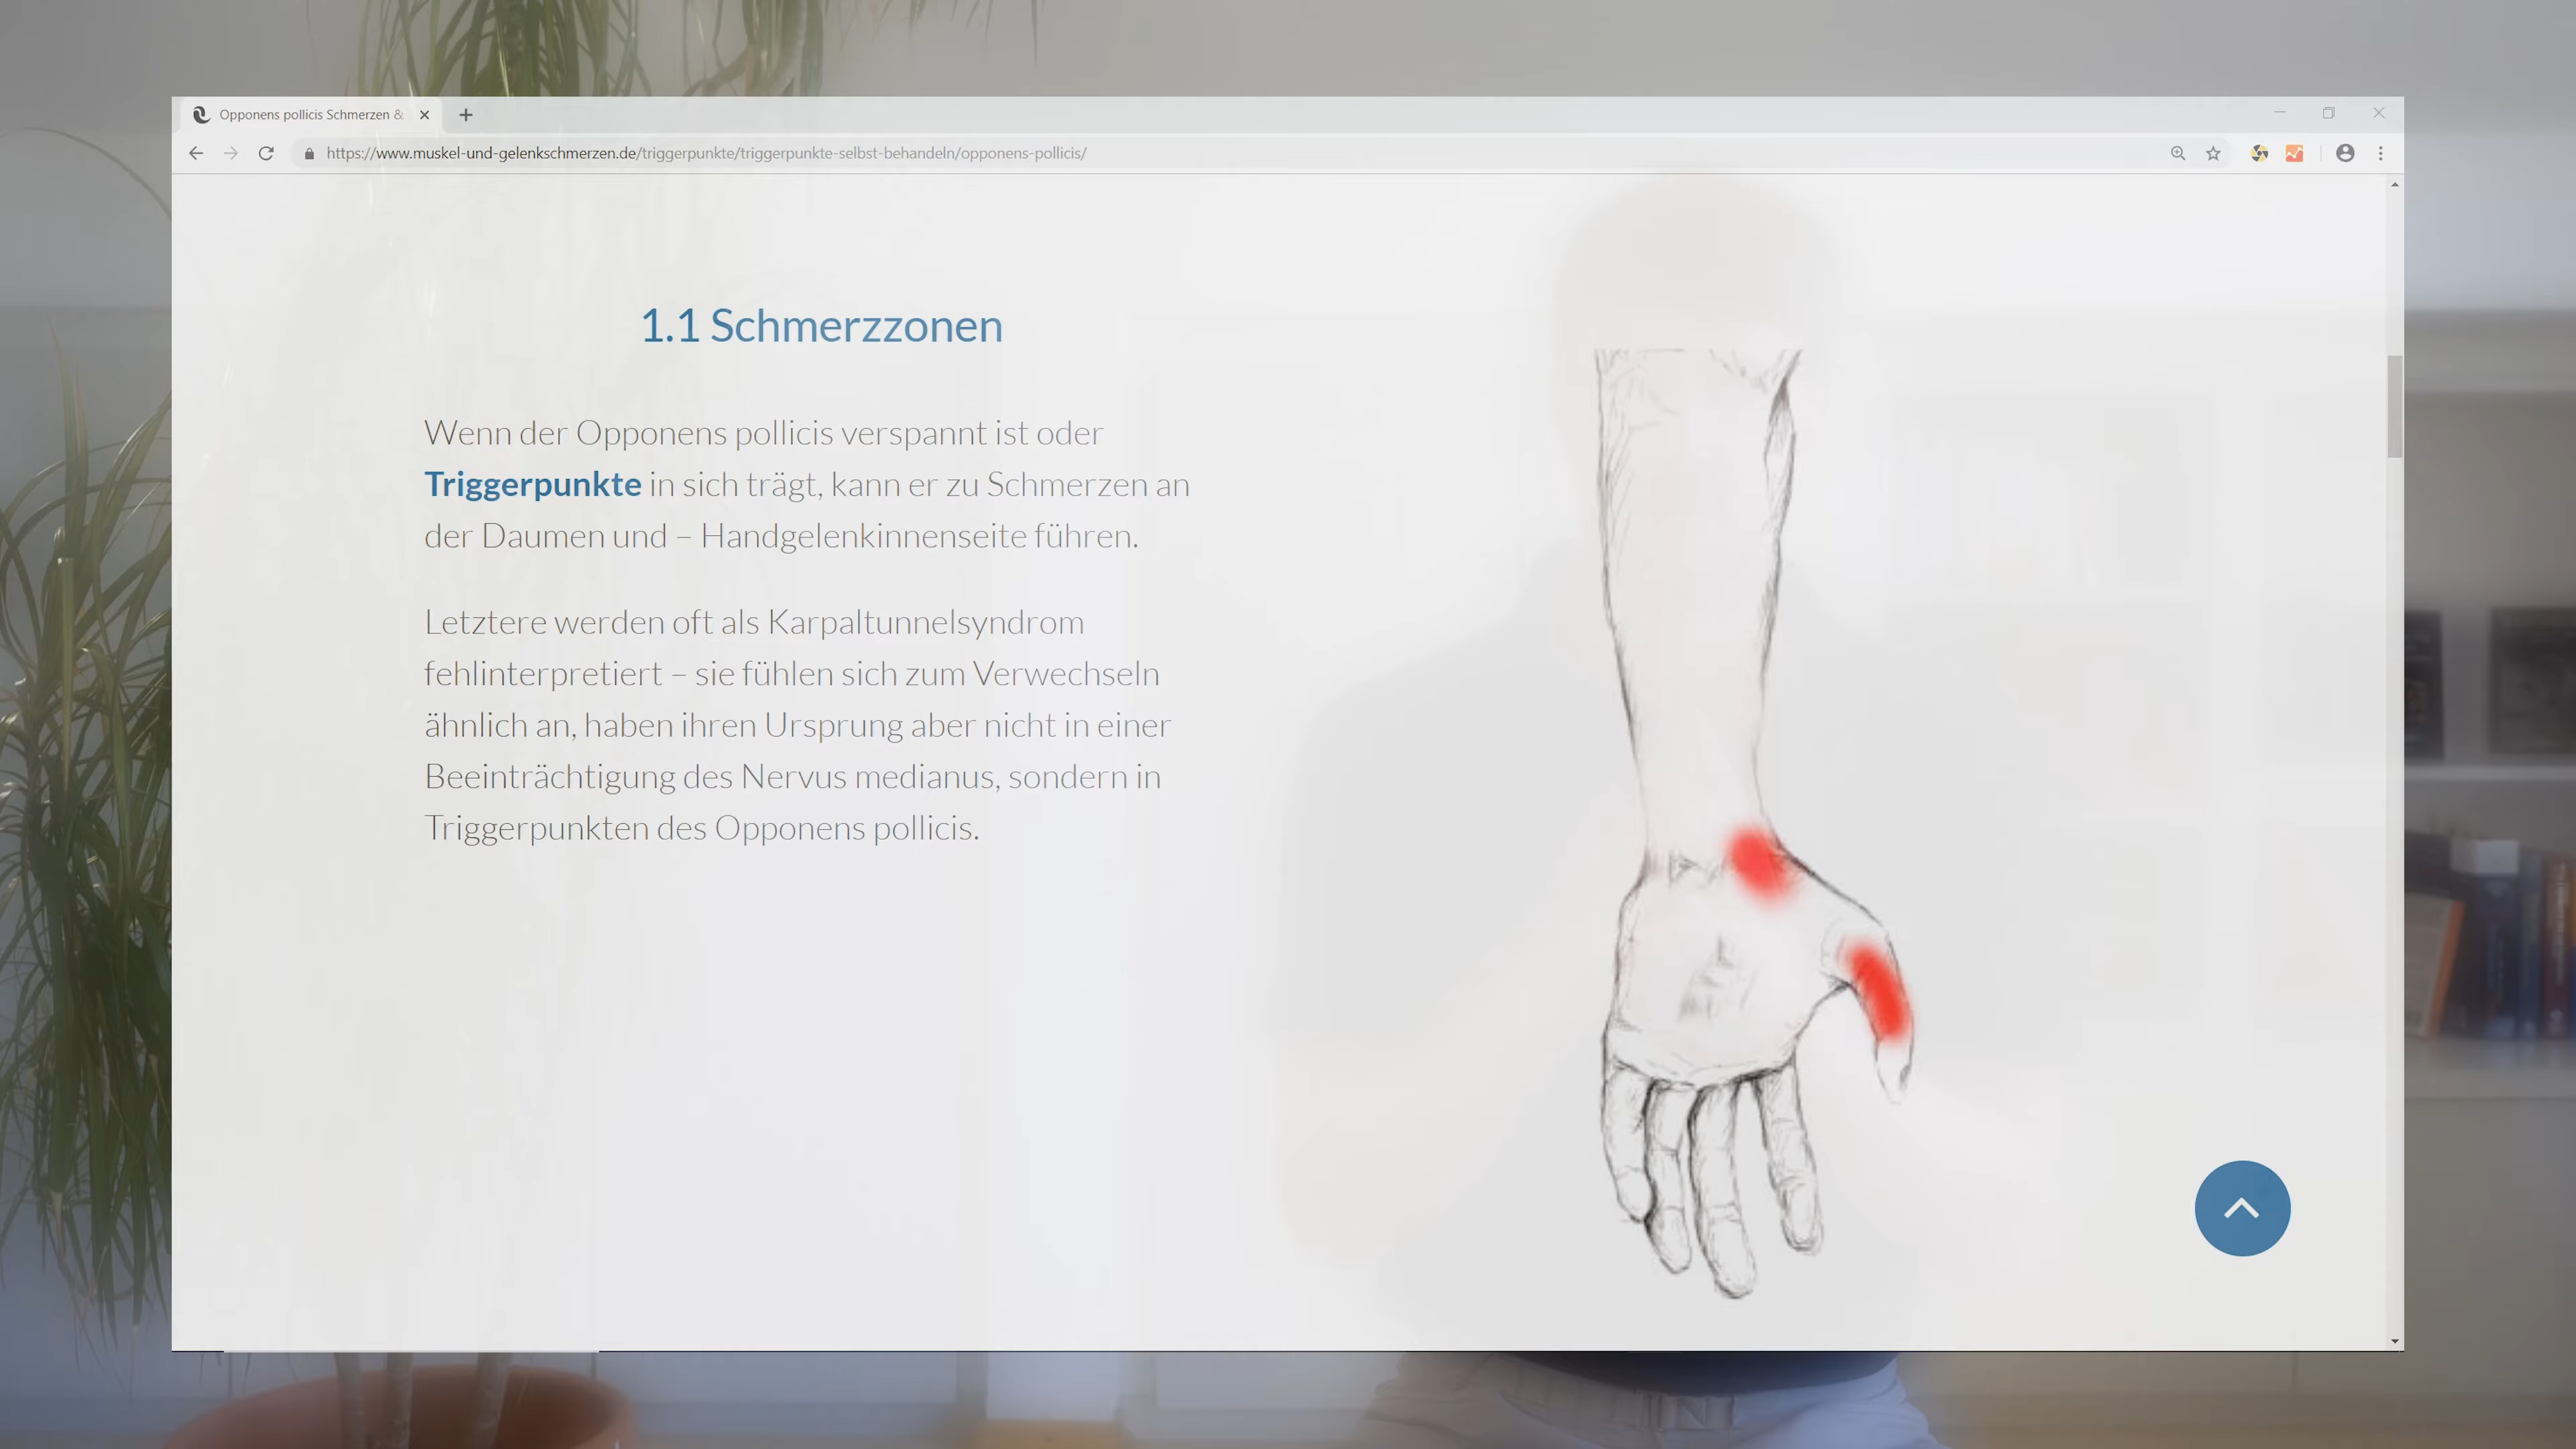 Opponens pollicis Schmerzen &
https://www.muskel-und-gelenkschmerzen.de/triggerpunkte/triggerpunkte-selbst-behandeln/opponens-pollicis/
1.1 Schmerzzonen
Wenn der Opponens pollicis verspannt ist oder
Triggerpunkte in sich trägt, kann er zu Schmerzen an
der Daumen und – Handgelenkinnenseite führen.
Letztere werden oft als Karpaltunnelsyndrom
fehlinterpretiert – sie fühlen sich zum Verwechseln
ähnlich an, haben ihren Ursprung aber nicht in einer
Beeinträchtigung des Nervus medianus, sondern in
Triggerpunkten des Opponens pollicis.